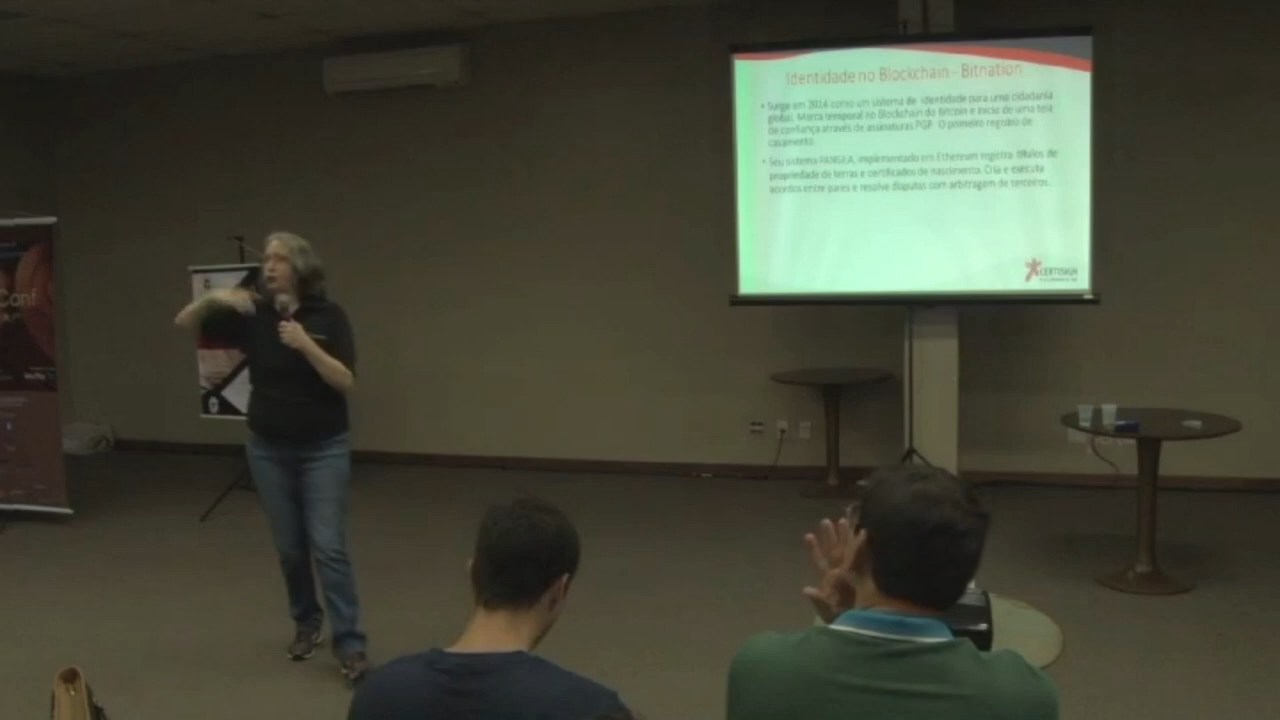 Identidade no Blockchain - Bitnation
• Surge em 2014 como um sistema de identidade para uma cidadania
global. Marca temporal no Blockchain do Bitcoin e início de uma teia
de confiança através de assinaturas PGP. O primeiro registro de
casamento.
• Seu sistema PANGEA, implementado em Ethereum registra títulos de
propriedade de terras e certificados de nascimento. Cria e executa
acordos entre pares e resolve disputas com arbitragem de terceiros.
CERTISIGN
Conf